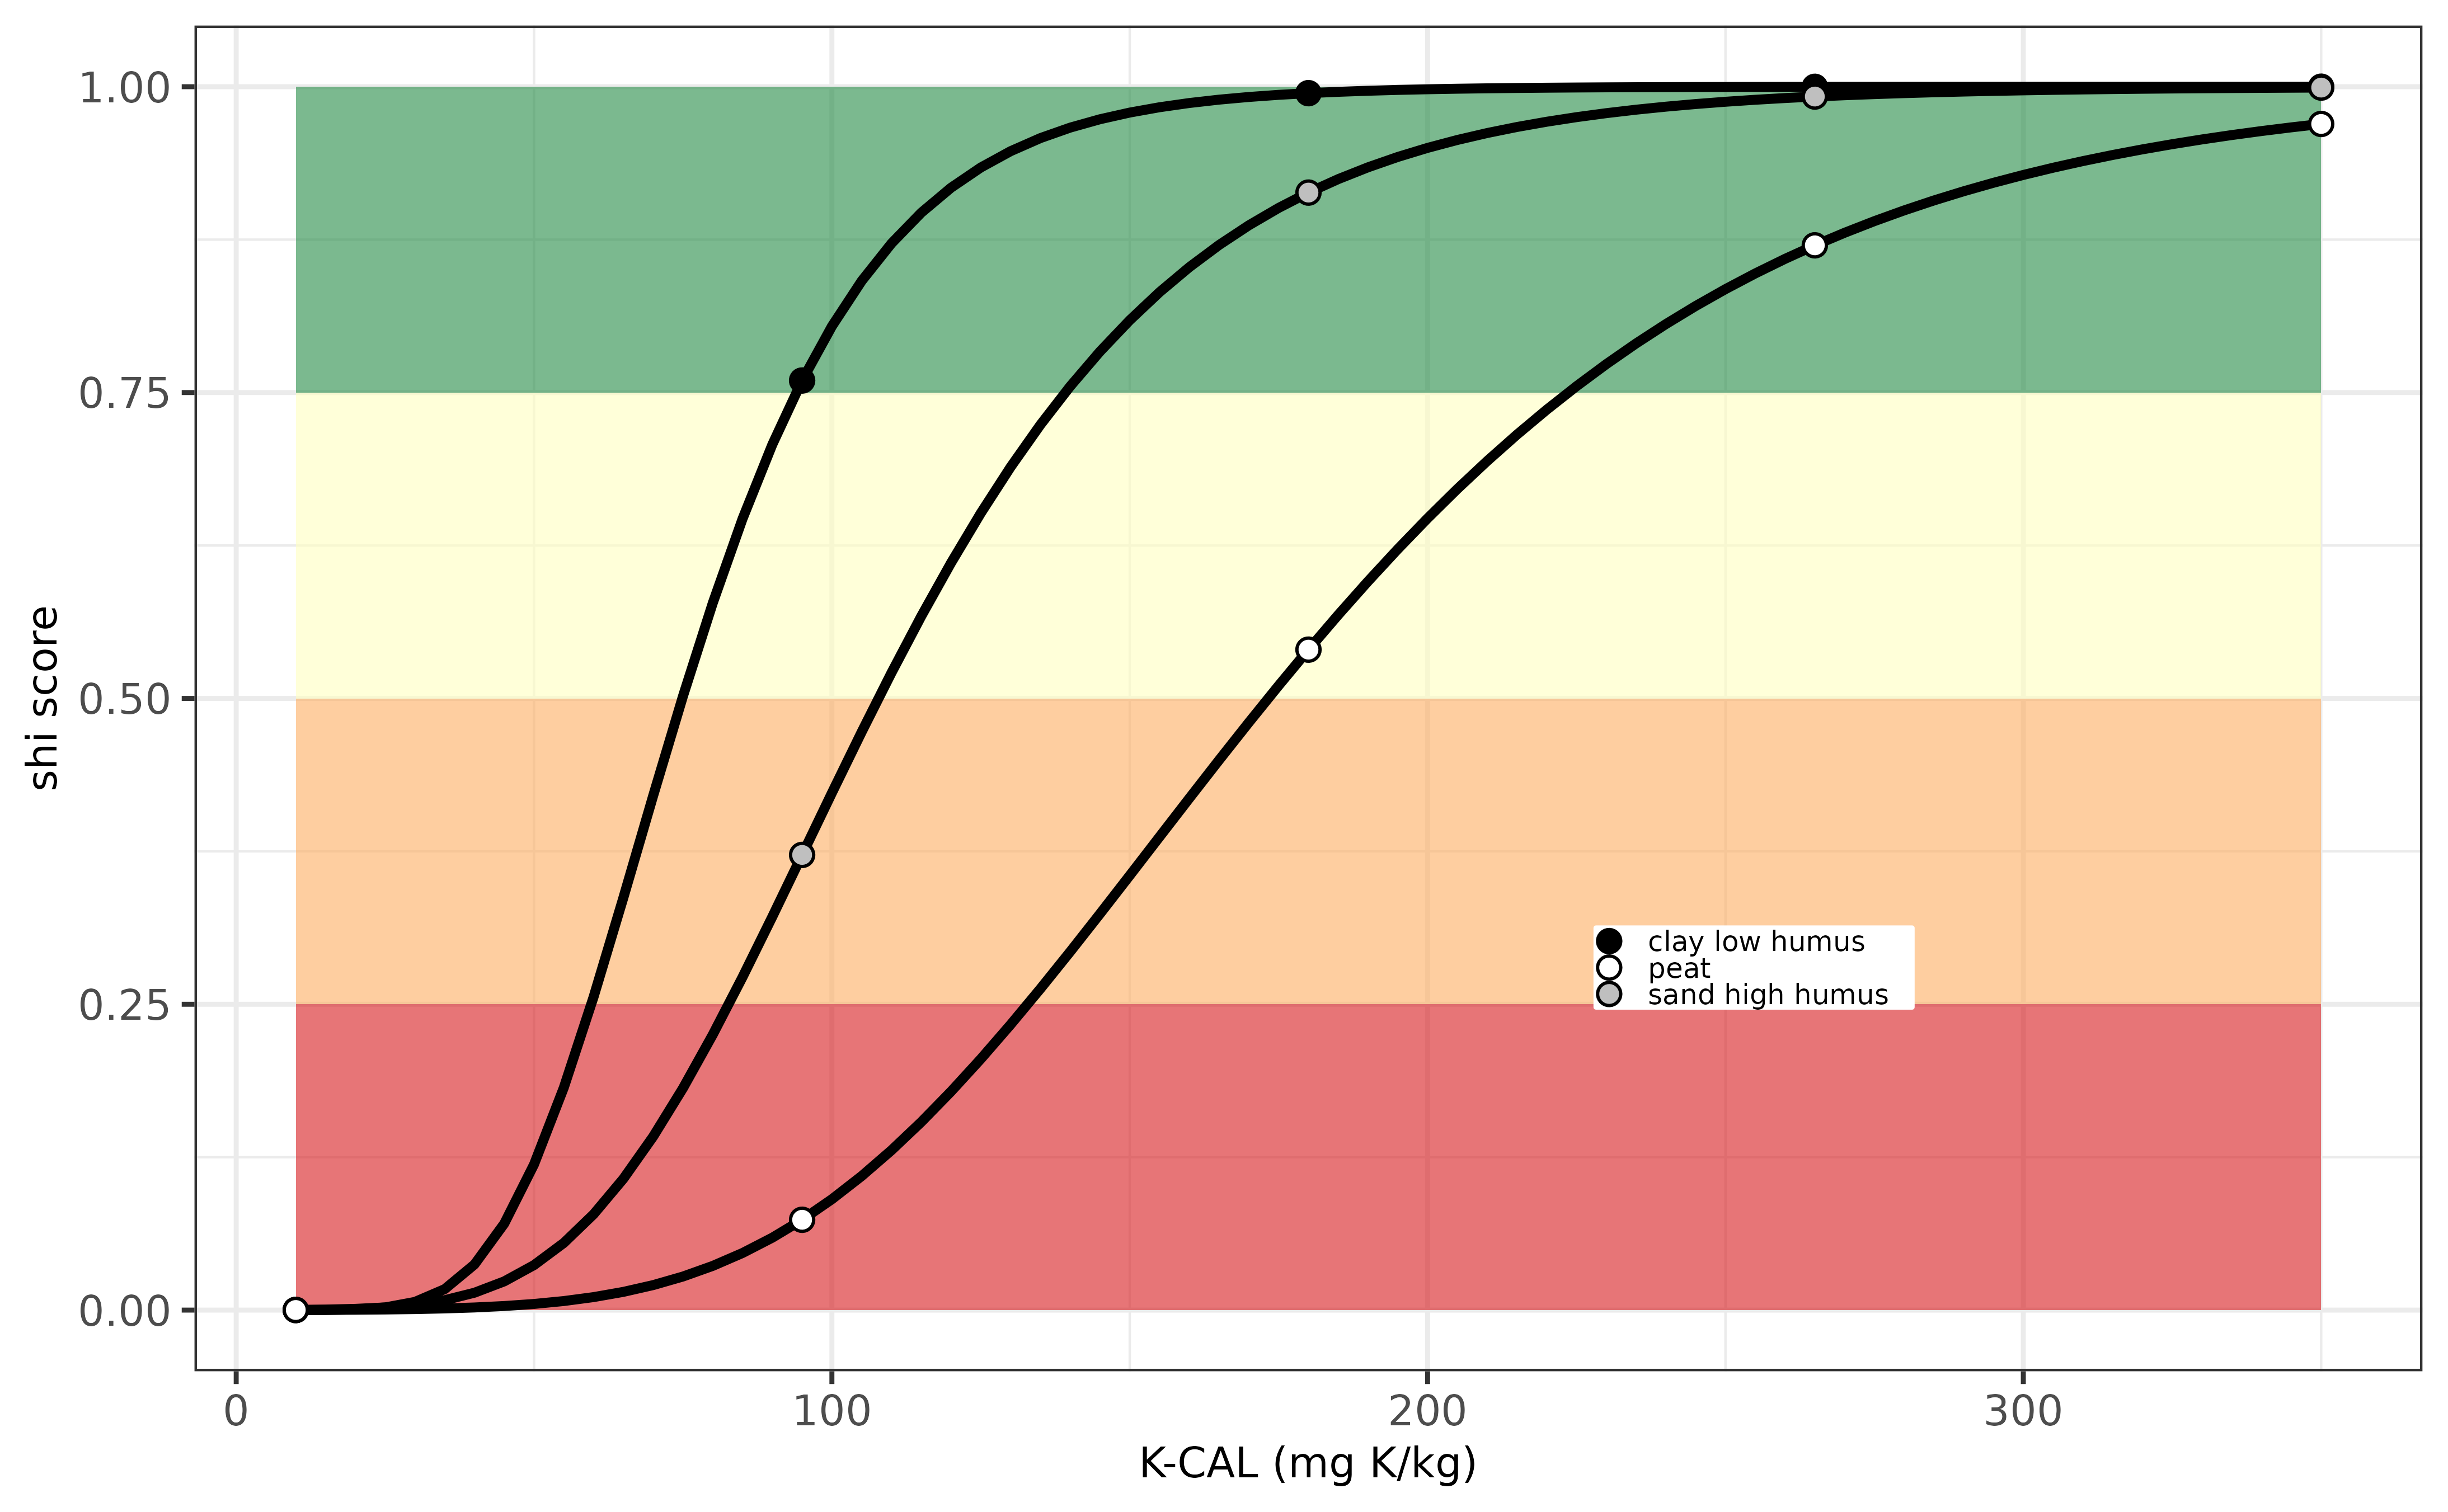 1.00
0.75
0.50
0.25
0.00
shi score
clay low humus
peat
sand high humus
0
100
200
300
K-CAL (mg K/kg)